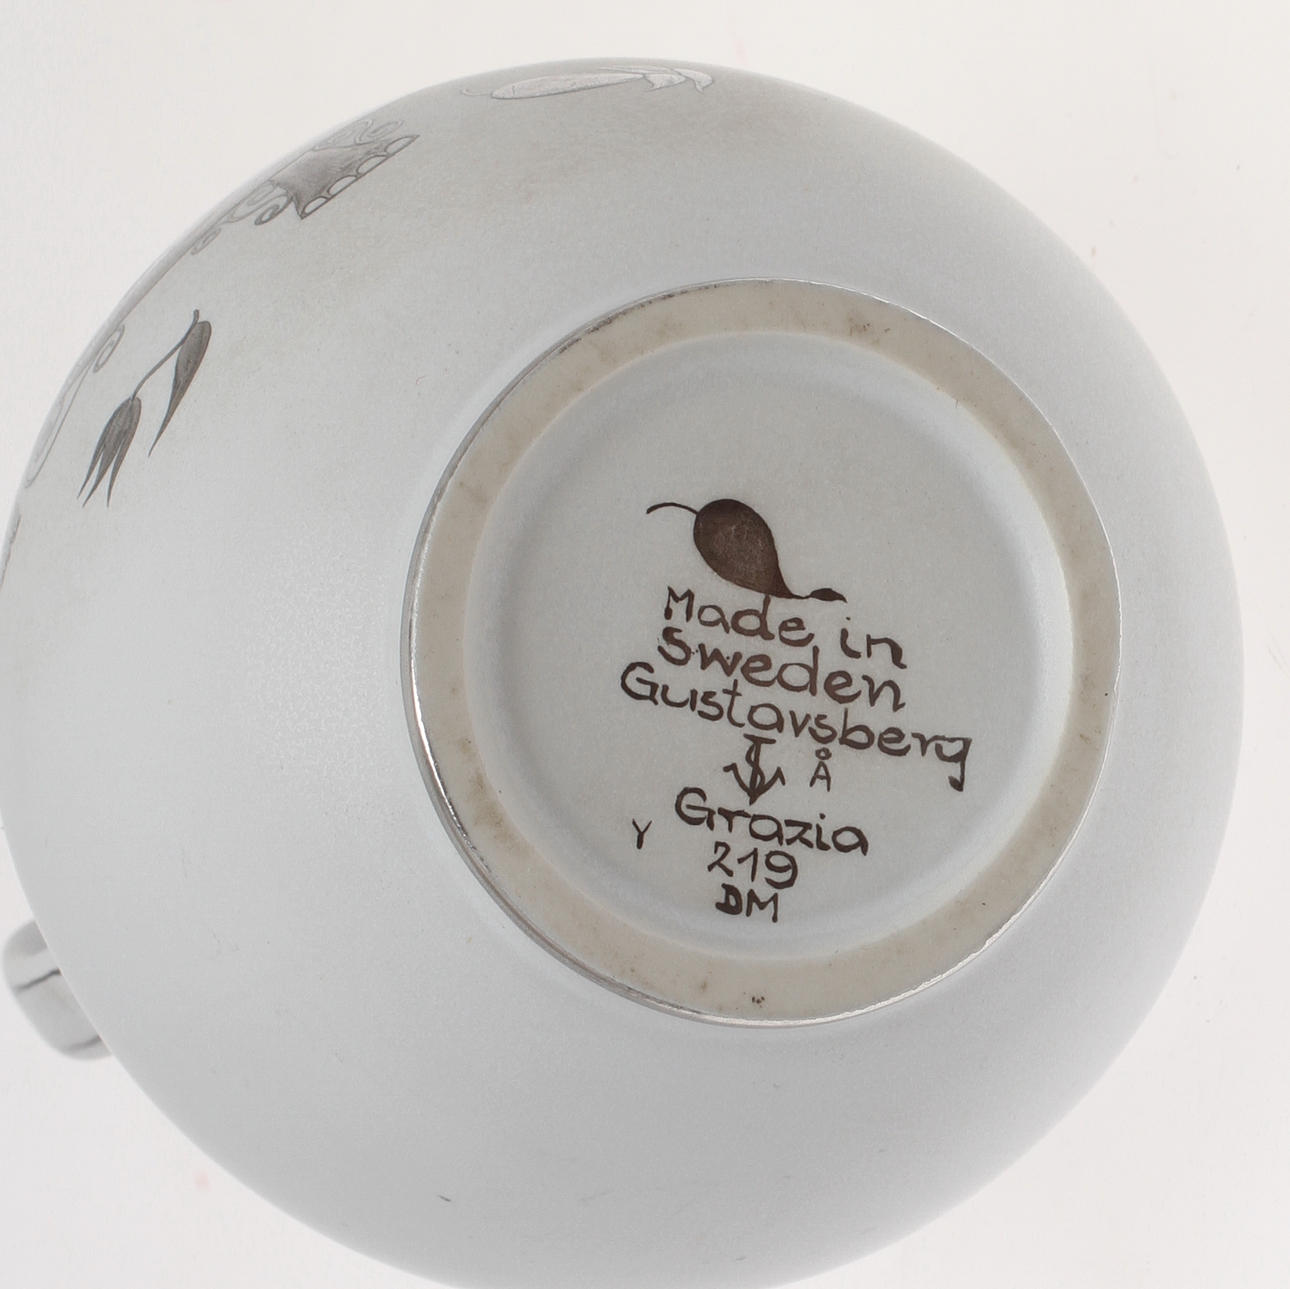 Made in
Sweden
Gustavsberg
Å
Grazia
Y 219
DM